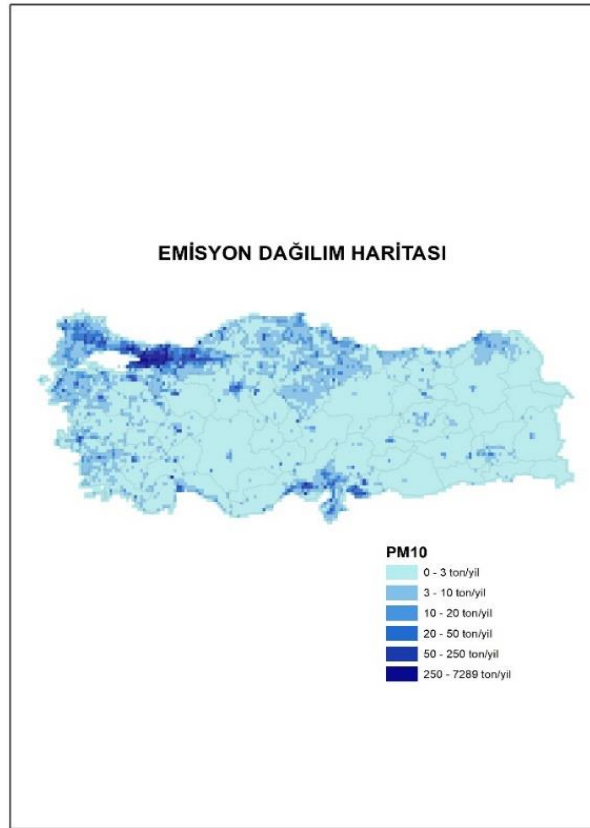 EMİSYON DAĞILIM HARİTASI
PM10
0 - 3 ton/yil
3 - 10 ton/yil
10 - 20 ton/yil
20 - 50 ton/yil
50 - 250 ton/yil
250 - 7289 ton/yil